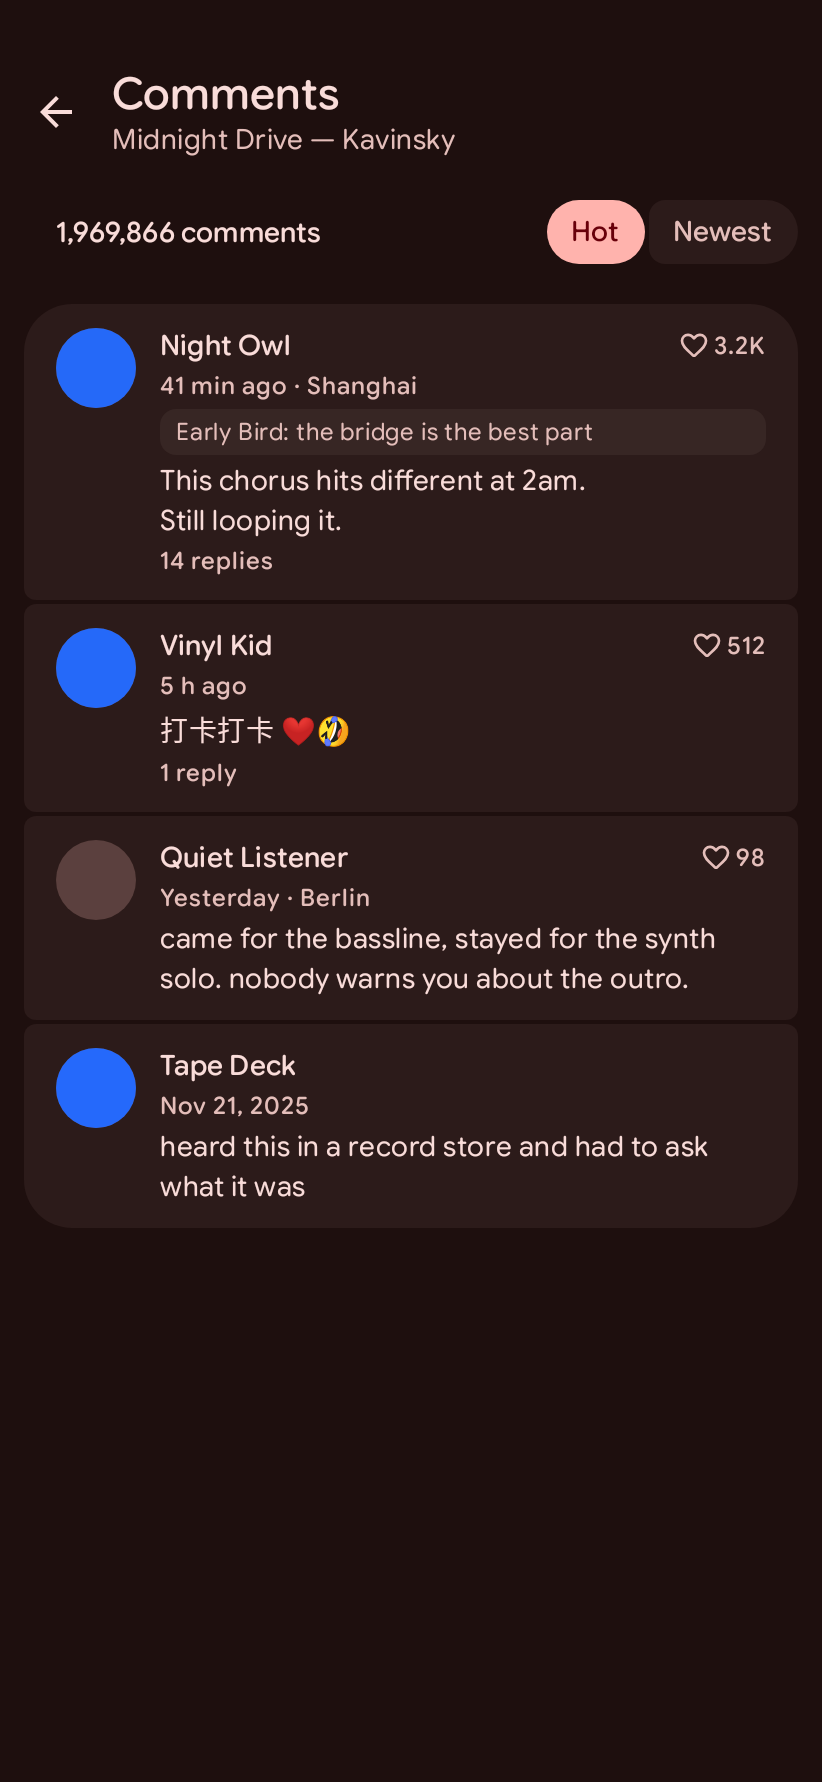 Comments
Midnight Drive — Kavinsky
1,969,866 comments
Hot
Newest
Night Owl
3.2K
41 min ago · Shanghai
Early Bird: the bridge is the best part
This chorus hits different at 2am.
Still looping it.
14 replies
Vinyl Kid
512
5 h ago
打卡打卡 ❤️🤣
1 reply
Quiet Listener
98
Yesterday · Berlin
came for the bassline, stayed for the synth
solo. nobody warns you about the outro.
Tape Deck
Nov 21, 2025
heard this in a record store and had to ask
what it was